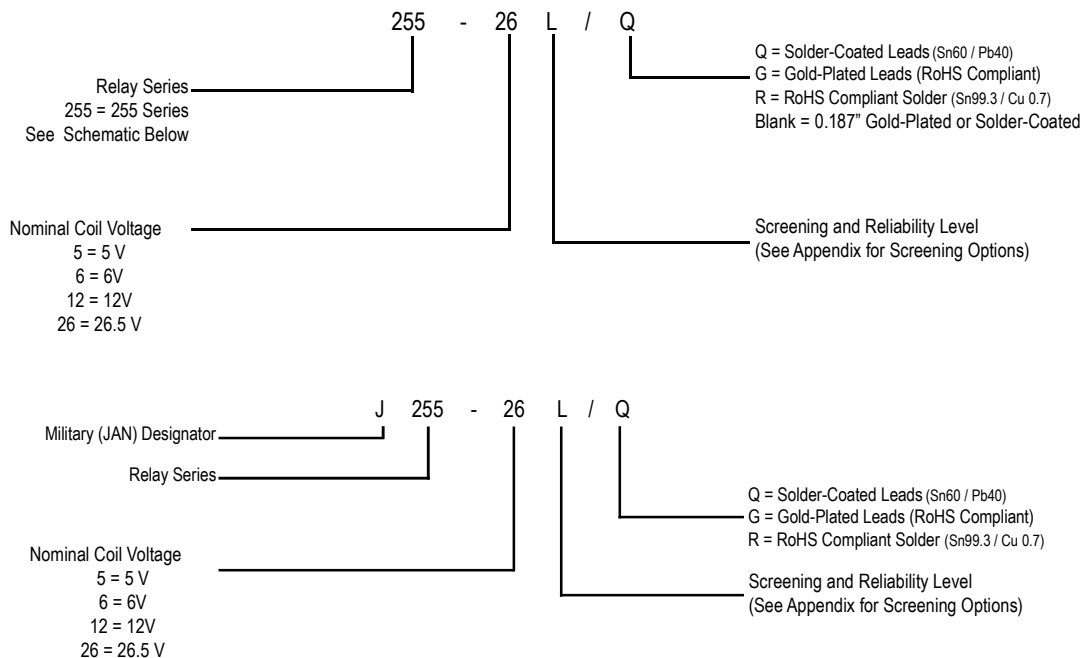 255 - 26 L / Q
Relay Series
255 = 255 Series
See Schematic Below
Q = Solder-Coated Leads (Sn60 / Pb40)
G = Gold-Plated Leads (RoHS Compliant)
R = RoHS Compliant Solder (Sn99.3 / Cu 0.7)
Blank = 0.187” Gold-Plated or Solder-Coated
Nominal Coil Voltage
5 = 5 V
6 = 6V
12 = 12V
26 = 26.5 V
Screening and Reliability Level
(See Appendix for Screening Options)
J 255 - 26 L / Q
Military (JAN) Designator
Relay Series
Nominal Coil Voltage
5 = 5 V
6 = 6V
12 = 12V
26 = 26.5 V
Q = Solder-Coated Leads (Sn60 / Pb40)
G = Gold-Plated Leads (RoHS Compliant)
R = RoHS Compliant Solder (Sn99.3 / Cu 0.7)
Screening and Reliability Level
(See Appendix for Screening Options)